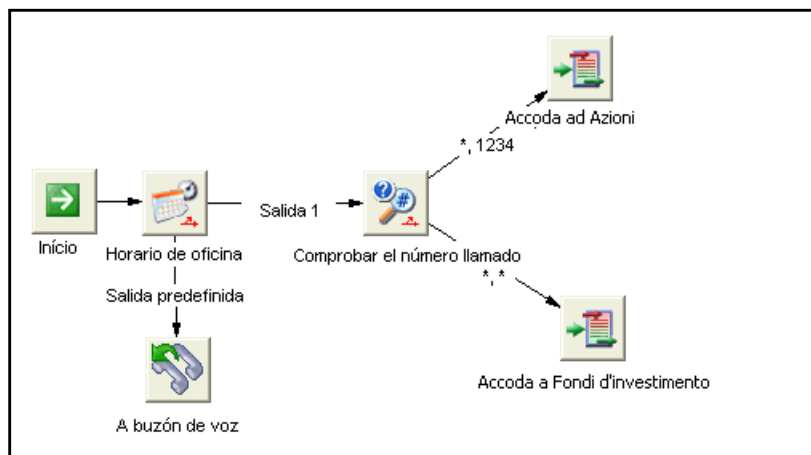 Accoda ad Azioni
*, 1234
Salida 1
Início
Horario de oficina
Comprobar el número llamado
*, *
Salida predefinida
Accoda a Fondi d'investimento
A buzón de voz